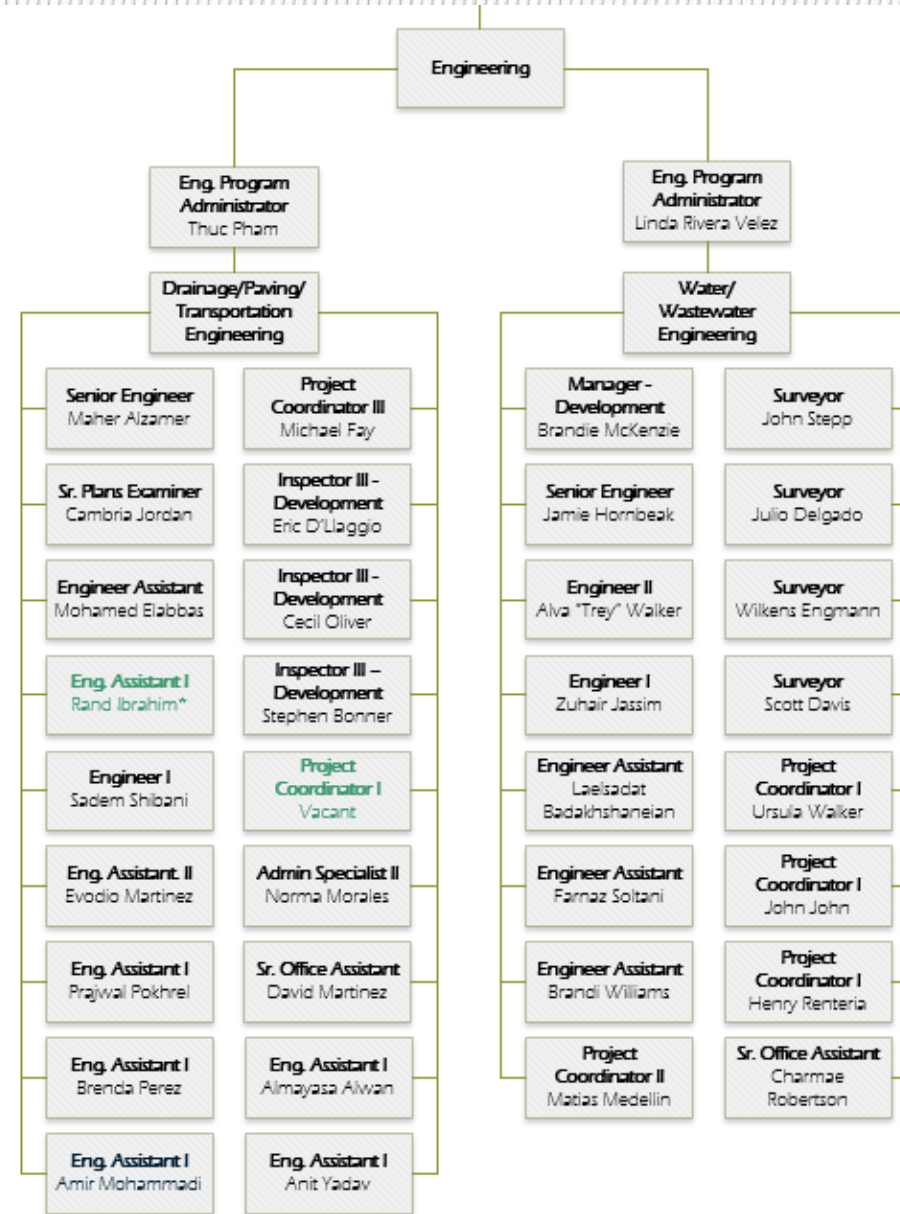 Engineering
Eng. Program
Administrator
Thuc Pham
Drainage/Paving/
Transportation
Engineering
Senior Engineer
Maher Alzamer
Sr. Plans Examiner
Cambria Jordan
Engineer Assistant
Mohamed Elabbas
Eng. Assistant I
Rand Ibrahim*
Engineer I
Sadem Shibani
Eng. Assistant. II
Evodio Martinez
Eng. Assistant I
Prajwal Pokhrel
Eng. Assistant I
Brenda Perez
Eng. Assistant I
Amir Mohammadi
Project
Coordinator III
Michael Fay
Inspector III -
Development
Eric D'Llaggio
Inspector III -
Development
Cecil Oliver
Inspector III –
Development
Stephen Bonner
Project
Coordinator I
Vacant
Admin Specialist II
Norma Morales
Sr. Office Assistant
David Martinez
Eng. Assistant I
Almayasa Alwan
Eng. Assistant I
Anit Yadav
Eng. Program
Administrator
Linda Rivera Velez
Water/
Wastewater
Engineering
Manager -
Development
Brandie McKenzie
Senior Engineer
Jamie Hornbeak
Engineer II
Alva "Trey" Walker
Engineer I
Zuhair Jassim
Engineer Assistant
Laelsadat
Badakhshaneian
Engineer Assistant
Farnaz Soltani
Engineer Assistant
Brandi Williams
Project
Coordinator II
Matias Medellin
Surveyor
John Stepp
Surveyor
Julio Delgado
Surveyor
Wilkens Engmann
Surveyor
Scott Davis
Project
Coordinator I
Ursula Walker
Project
Coordinator I
John John
Project
Coordinator I
Henry Renteria
Sr. Office Assistant
Charmae
Robertson